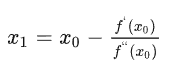 x₁ = x₀ − f‘(x₀) / f“(x₀)